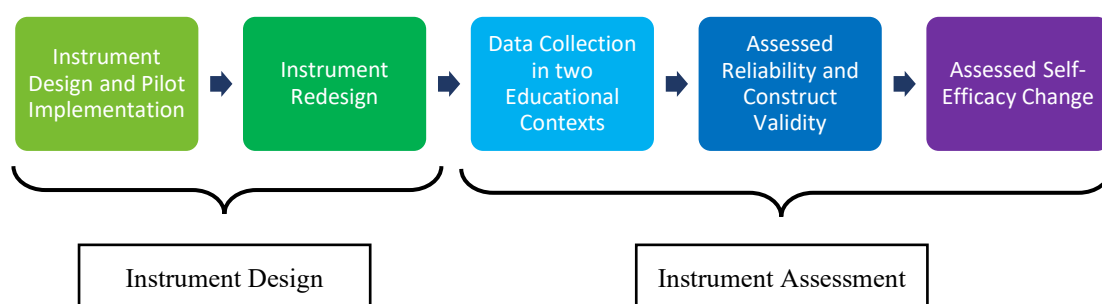 Instrument
Design and Pilot
Implementation
Instrument
Redesign
Data Collection
in two
Educational
Contexts
Assessed
Reliability and
Construct
Validity
Assessed Self-
Efficacy Change
Instrument Design
Instrument Assessment